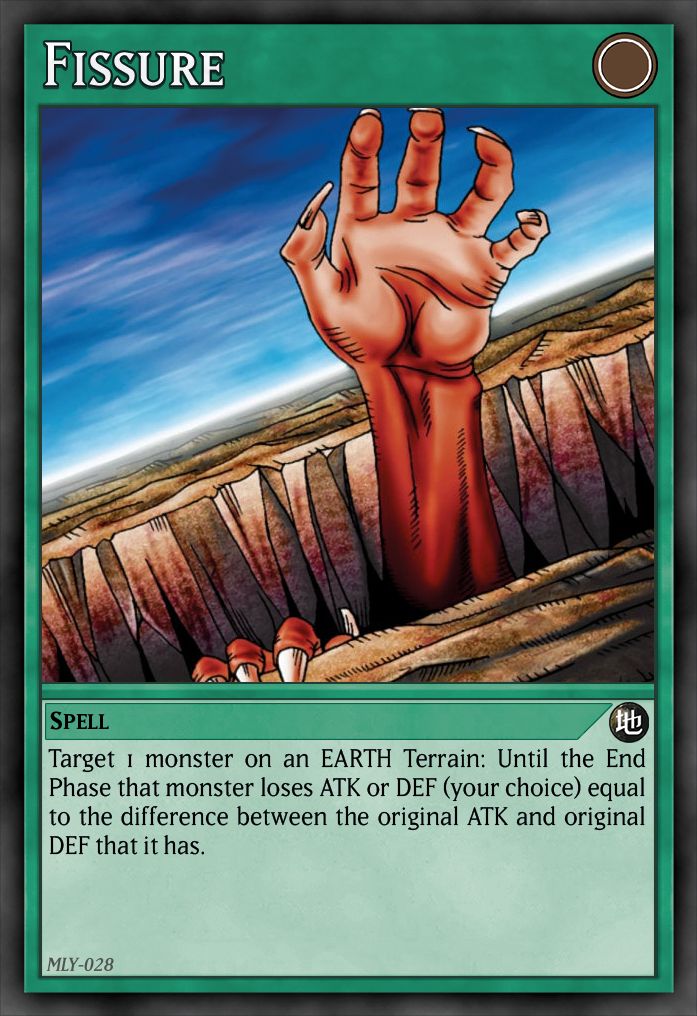 Fissure
Spell
Target 1 monster on an EARTH Terrain: Until the End
Phase that monster loses ATK or DEF (your choice) equal
to the difference between the original ATK and original
DEF that it has.
MLY-028